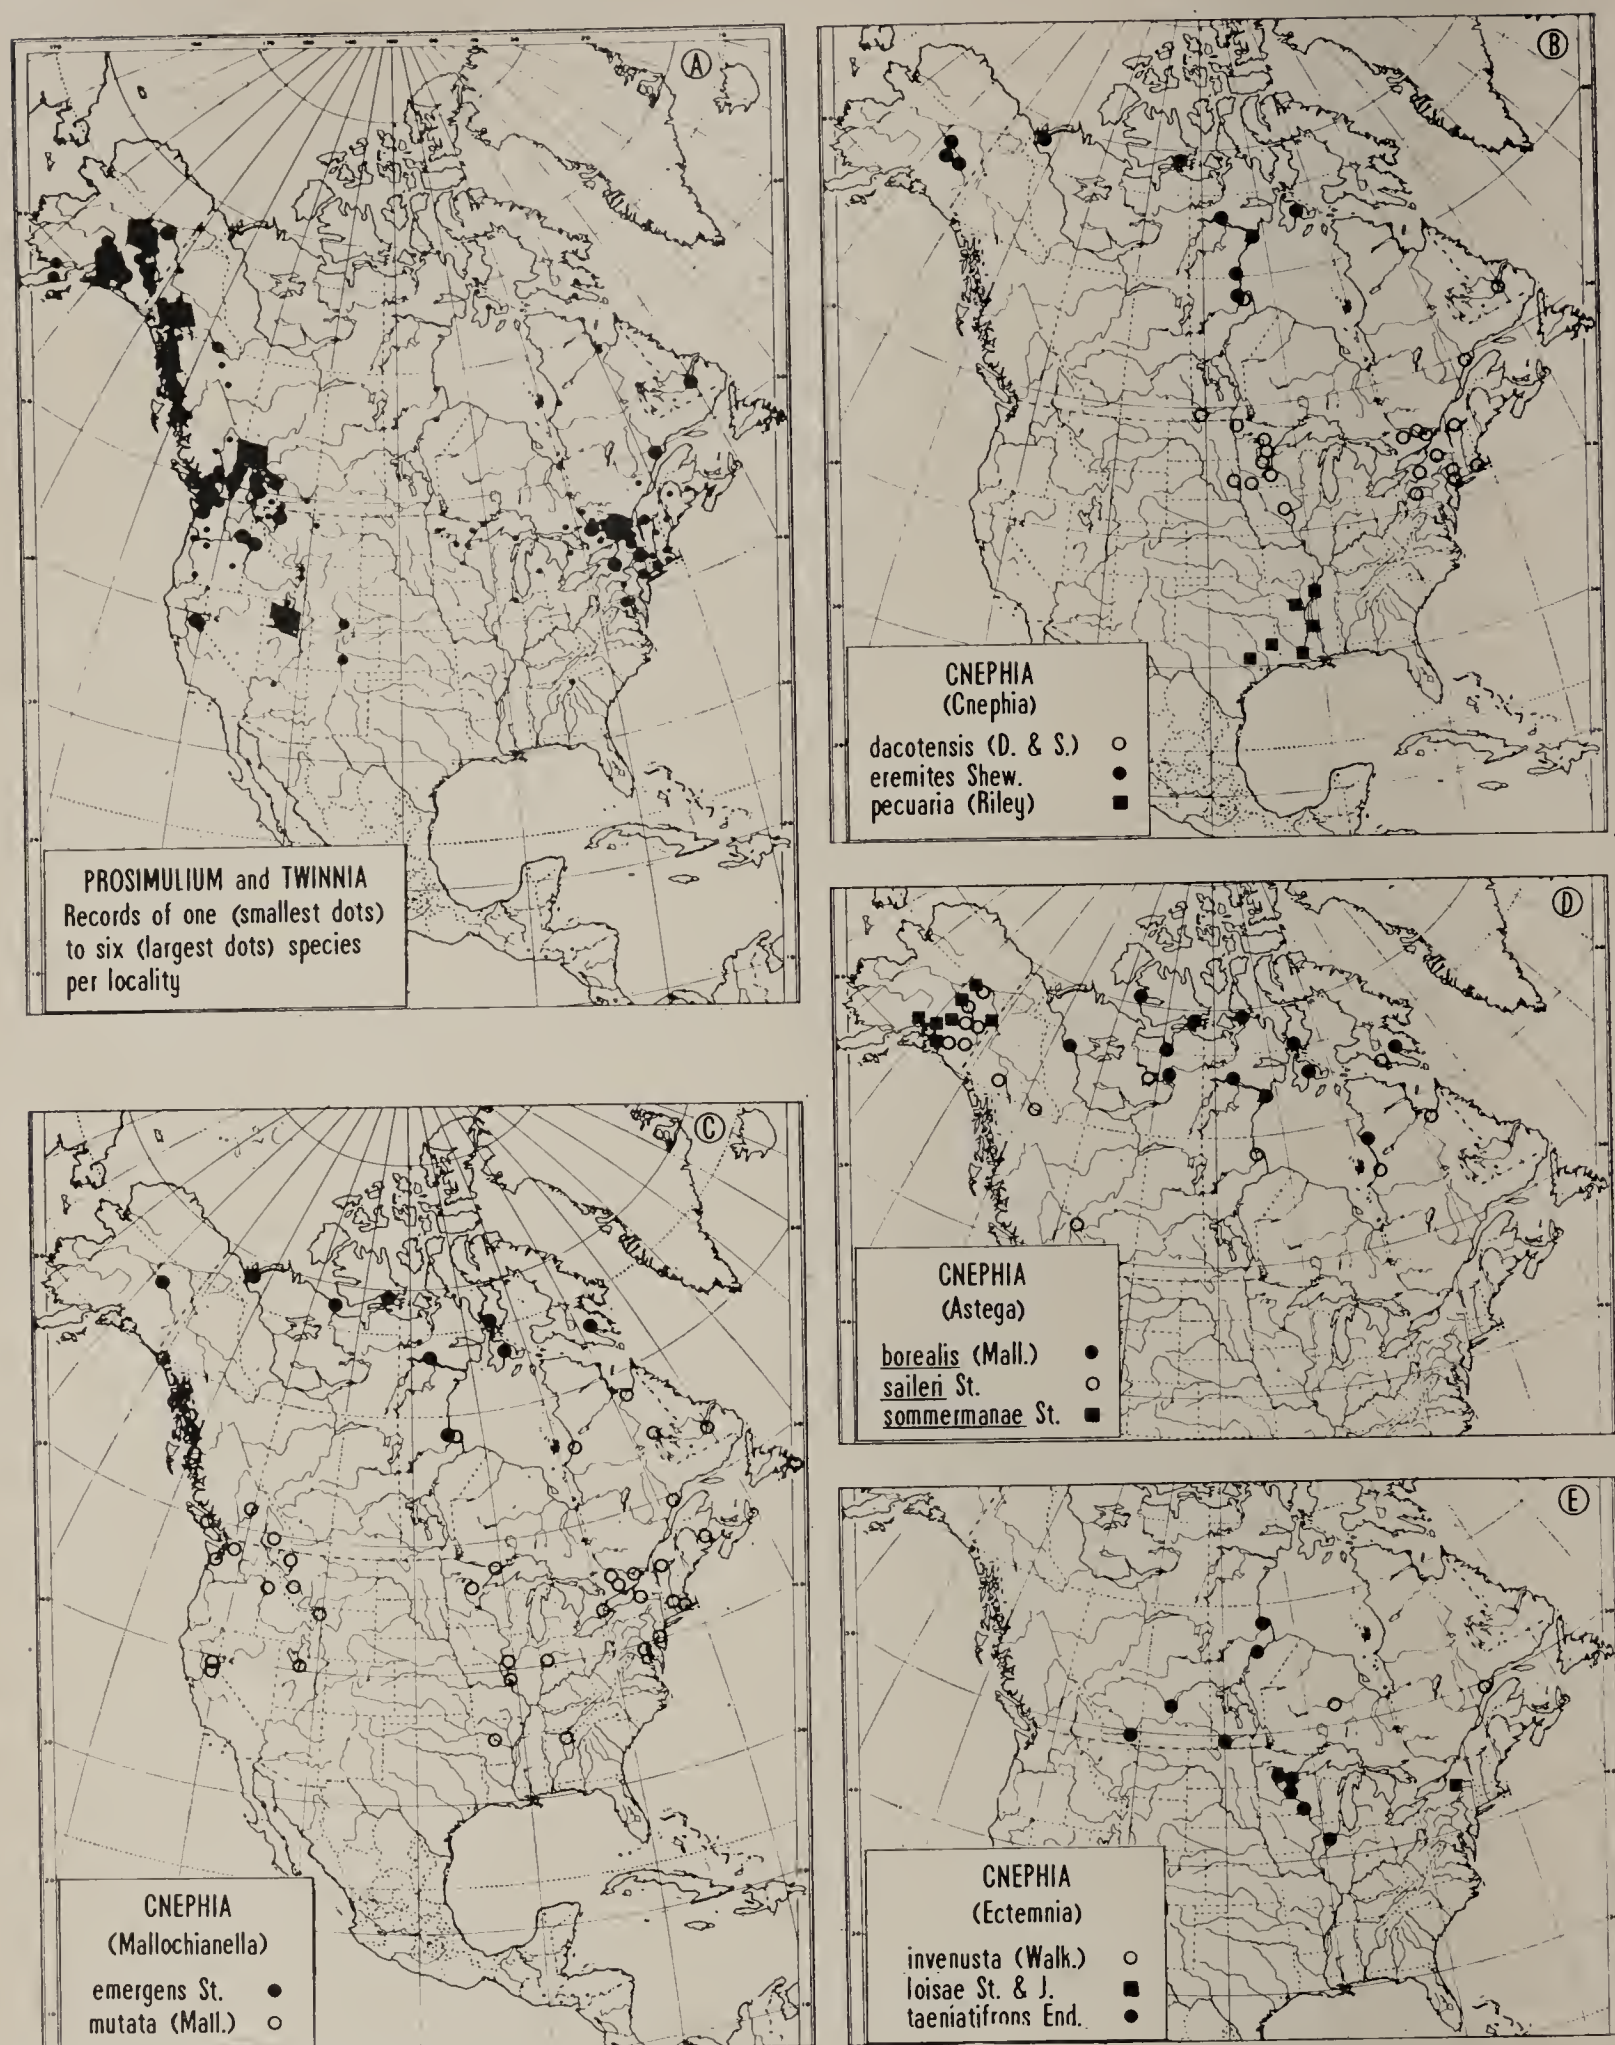 A
PROSIMULIUM and TWINNIA
Records of one (smallest dots)
to six (largest dots) species
per locality
B
CNEPHIA
(Cnephia)
dacotensis (D. & S.)
eremites Shew.
pecuaria (Riley)
C
CNEPHIA
(Mallochianella)
emergens St.
mutata (Mall.)
D
CNEPHIA
(Astega)
borealis (Mall.)
saileri St.
sommermanae St.
E
CNEPHIA
(Ectemnia)
invenusta (Walk.)
loisae St. & J.
taeniatifrons End.